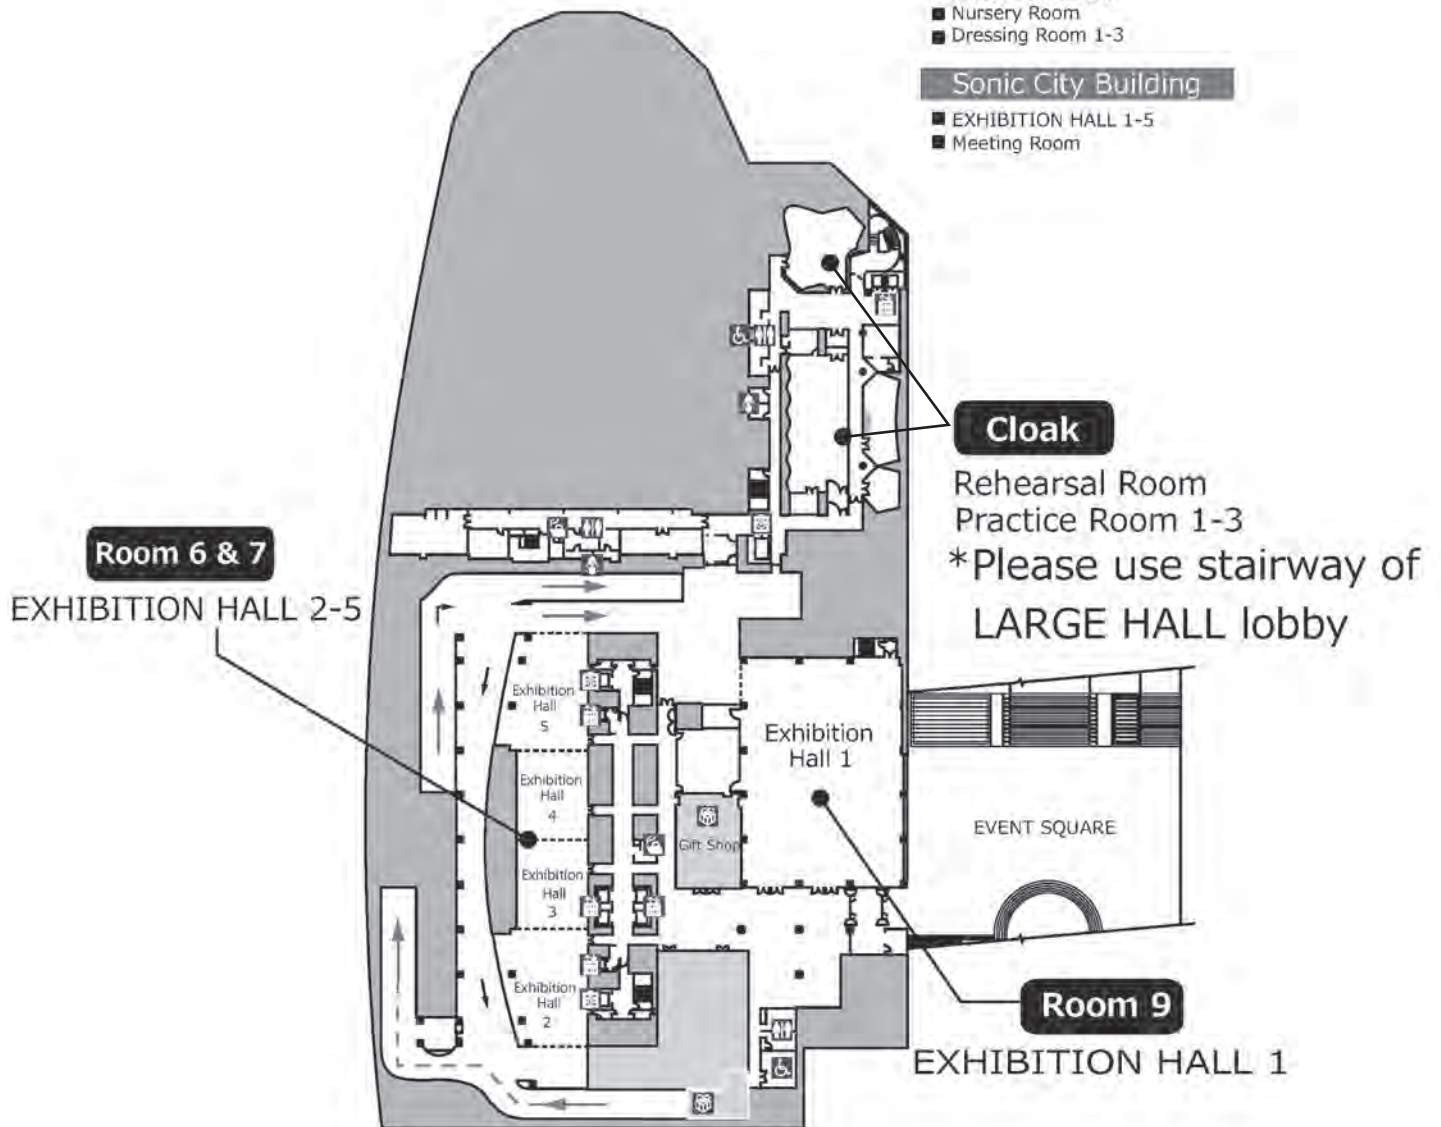 Nursery Room
Dressing Room 1-3
Sonic City Building
EXHIBITION HALL 1-5
Meeting Room
Cloak
Rehearsal Room
Practice Room 1-3
*Please use stairway of
LARGE HALL lobby
Room 6 & 7
EXHIBITION HALL 2-5
Exhibition
Hall
5
Exhibition
Hall 1
Exhibition
Hall
4
EVENT SQUARE
Gift Shop
Exhibition
Hall
3
Exhibition
Hall
2
Room 9
EXHIBITION HALL 1